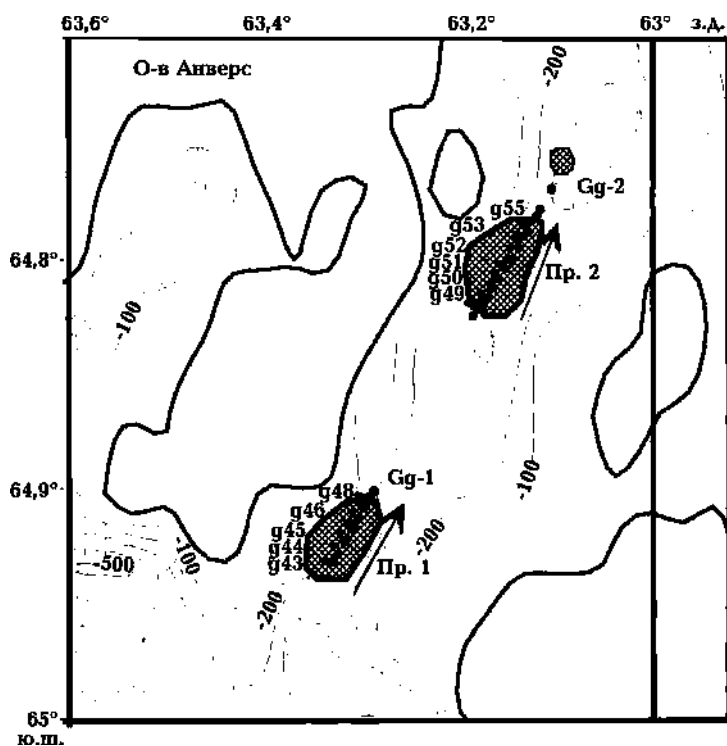 63,6° 63,4° 63,2° 63° з.д.
О-в Анверс
-200
Gg-2
g55
g53
g52
64,8°
g51
Пр. 2
g50
g49
-100
-100
64,9°
Gg-1
g48
g46
g45
-200
g44
-100
-500
g43
Пр. 1
-200
65°
ю.ш.